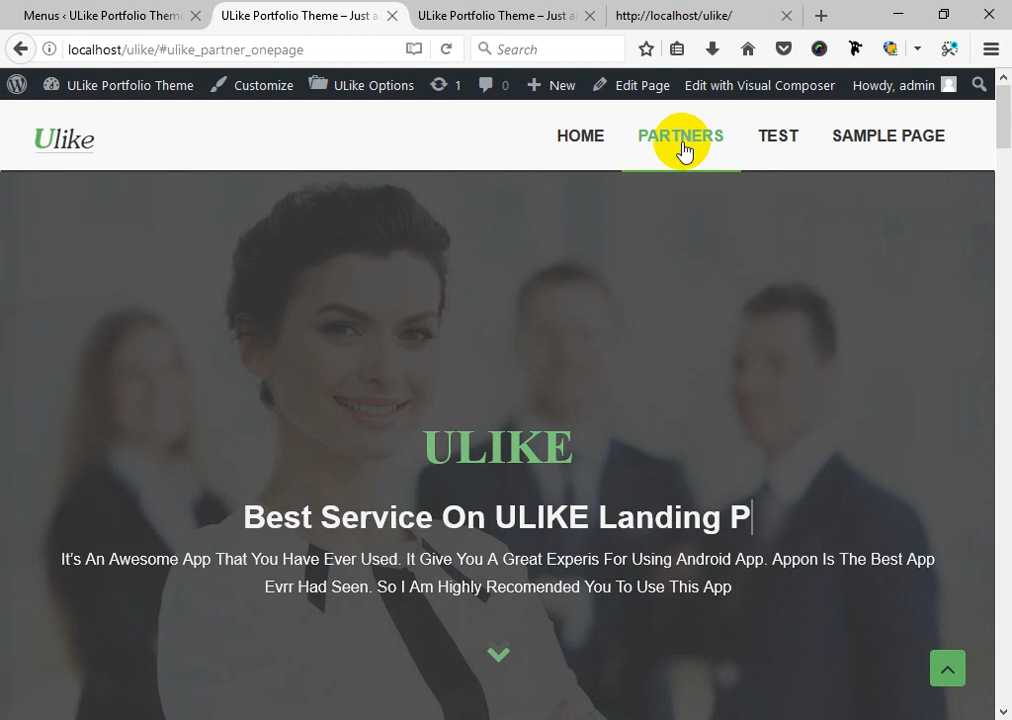 Menus ‹ ULike Portfolio Theme
ULike Portfolio Theme – Just a
ULike Portfolio Theme – Just a
http://localhost/ulike/
localhost/ulike/#ulike_partner_onepage
Search
ULike Portfolio Theme
Customize
ULike Options
1
0
New
Edit Page
Edit with Visual Composer
Howdy, admin
Ulike
HOME
PARTNERS
TEST
SAMPLE PAGE
ULIKE
Best Service On ULIKE Landing P
It's An Awesome App That You Have Ever Used. It Give You A Great Experis For Using Android App. Appon Is The Best App
Evrr Had Seen. So I Am Highly Recomended You To Use This App